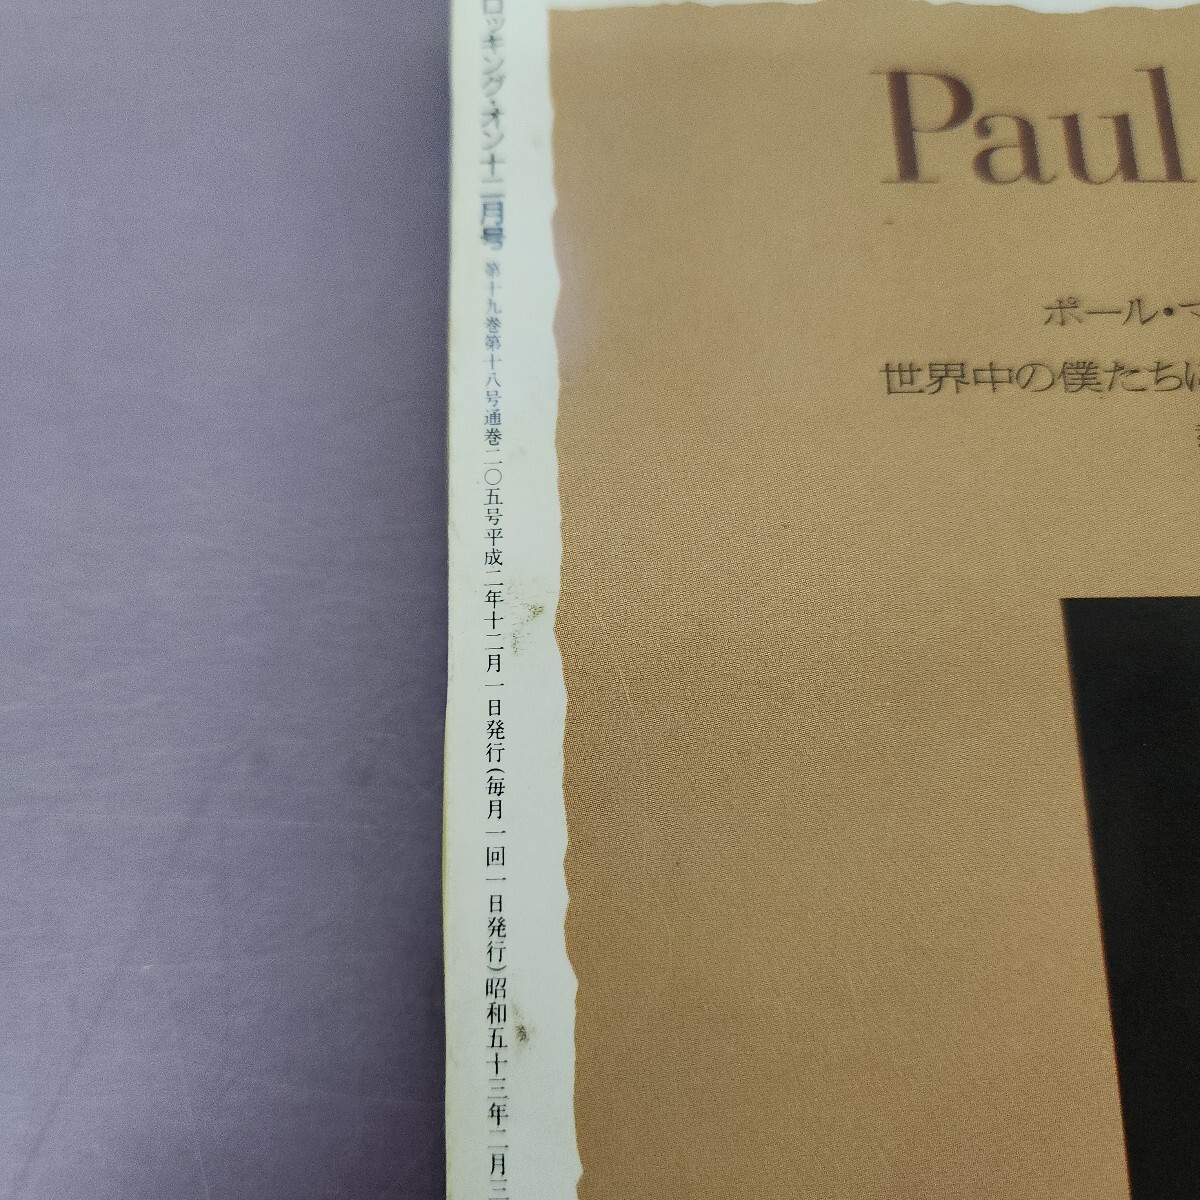 ロッキング・オン十二月号 第十九巻第十八号通巻二〇五号平成二年十二月一日発行(毎月一回一日発行)昭和五十三年二月三
Paul
ポール・マ
世界中の僕たちは